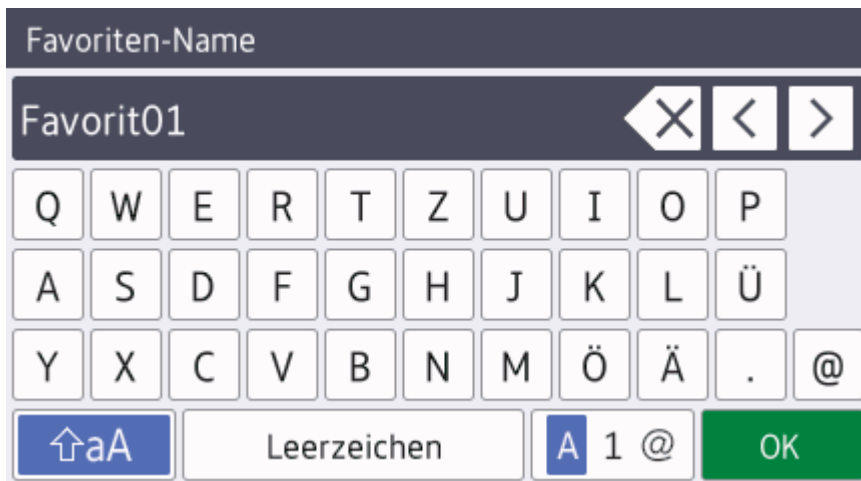 Favoriten-Name
Favorit01
Q W E R T Z U I O P
A S D F G H J K L Ü
Y X C V B N M Ö Ä . @
aA Leerzeichen A 1 @ OK